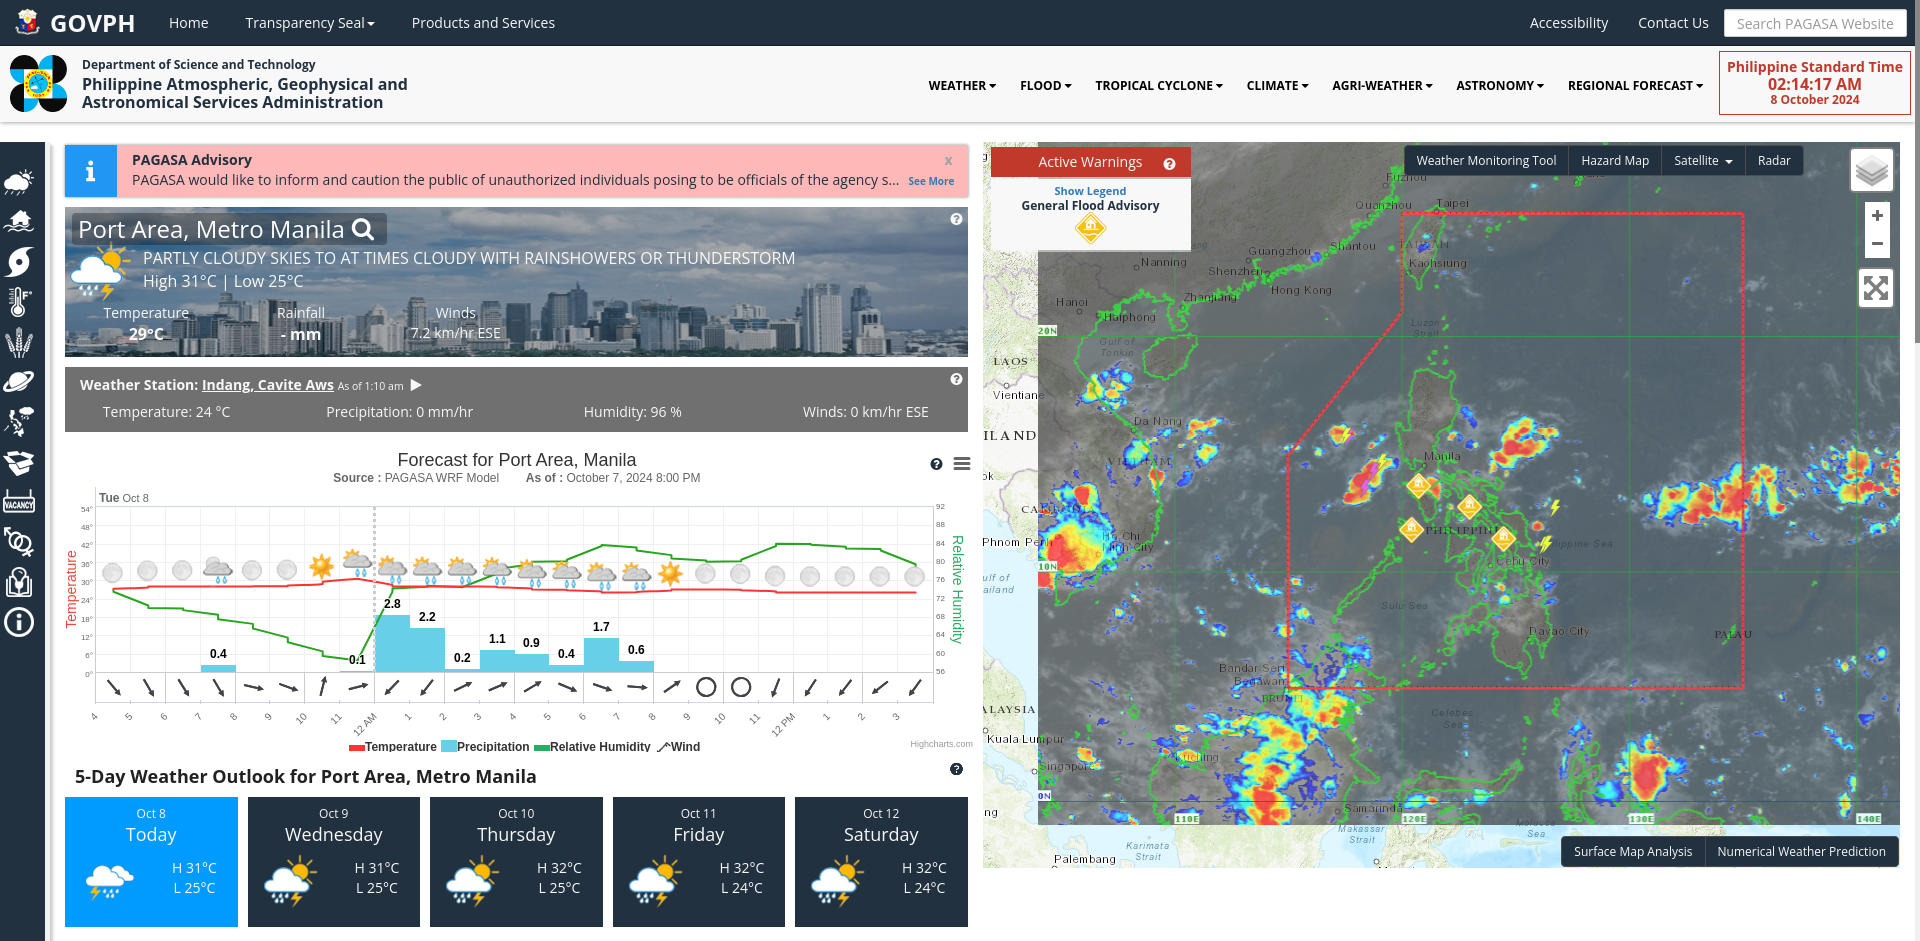 GOVPH
Home
Transparency Seal
Products and Services
Accessibility
Contact Us
Search PAGASA Website
Department of Science and Technology
Philippine Atmospheric, Geophysical and
Astronomical Services Administration
WEATHER
FLOOD
TROPICAL CYCLONE
CLIMATE
AGRI-WEATHER
ASTRONOMY
REGIONAL FORECAST
Philippine Standard Time
02:14:17 AM
8 October 2024
PAGASA Advisory
x
PAGASA would like to inform and caution the public of unauthorized individuals posing to be officials of the agency s... See More
Port Area, Metro Manila
PARTLY CLOUDY SKIES TO AT TIMES CLOUDY WITH RAINSHOWERS OR THUNDERSTORM
High 31°C | Low 25°C
Temperature Rainfall Winds
29°C - mm 7.2 km/hr ESE
Weather Station: Indang, Cavite Aws As of 1:10 am
Temperature: 24 °C Precipitation: 0 mm/hr Humidity: 96 % Winds: 0 km/hr ESE
Forecast for Port Area, Manila
Source : PAGASA WRF Model As of : October 7, 2024 8:00 PM
Tue Oct 8
54° 48° 42° 36° 30° 24° 18° 12° 6° 0°
Temperature
92 88 84 80 76 72 68 64 60 56
Relative Humidity
0.4 0.1 2.8 2.2 0.2 1.1 0.9 0.4 1.7 0.6
4 5 6 7 8 9 10 11 12 AM 1 2 3 4 5 6 7 8 9 10 11 12 PM 1 2 3
Temperature Precipitation Relative Humidity Wind
Highcharts.com
5-Day Weather Outlook for Port Area, Metro Manila
Oct 8
Today
H 31°C
L 25°C
Oct 9
Wednesday
H 31°C
L 25°C
Oct 10
Thursday
H 32°C
L 25°C
Oct 11
Friday
H 32°C
L 24°C
Oct 12
Saturday
H 32°C
L 24°C
VACANCY
Active Warnings
Show Legend
General Flood Advisory
Weather Monitoring Tool
Hazard Map
Satellite
Radar
+
−
Fuzhou
Quanzhou
Taipei
Guangzhou
Shantou
TAIWAN
Nanning
Shenzhen
Kaohsiung
Hanoi
Zhanjiang
Hong Kong
Haiphong
20N
Luzon
Strait
Gulf of
Tonkin
LAOS
Vientiane
Da Nang
ILAND
Manila
VIETNAM
ok
Phnom Penh
Ho Chi
Minh City
PHILIPPINES
ilippine Sea
Cebu City
10N
ulf of
ailand
Sulu Sea
Davao City
PALAU
Bandar Seri
Begawan
BRUNEI
ALAYSIA
Celebes
Sea
Kuala Lumpur
Kuching
Singapore
0N
ng
Samarinda
110E
120E
130E
140E
Makassar
Strait
Molucca
Sea
Karimata
Strait
Palembang
Surface Map Analysis
Numerical Weather Prediction